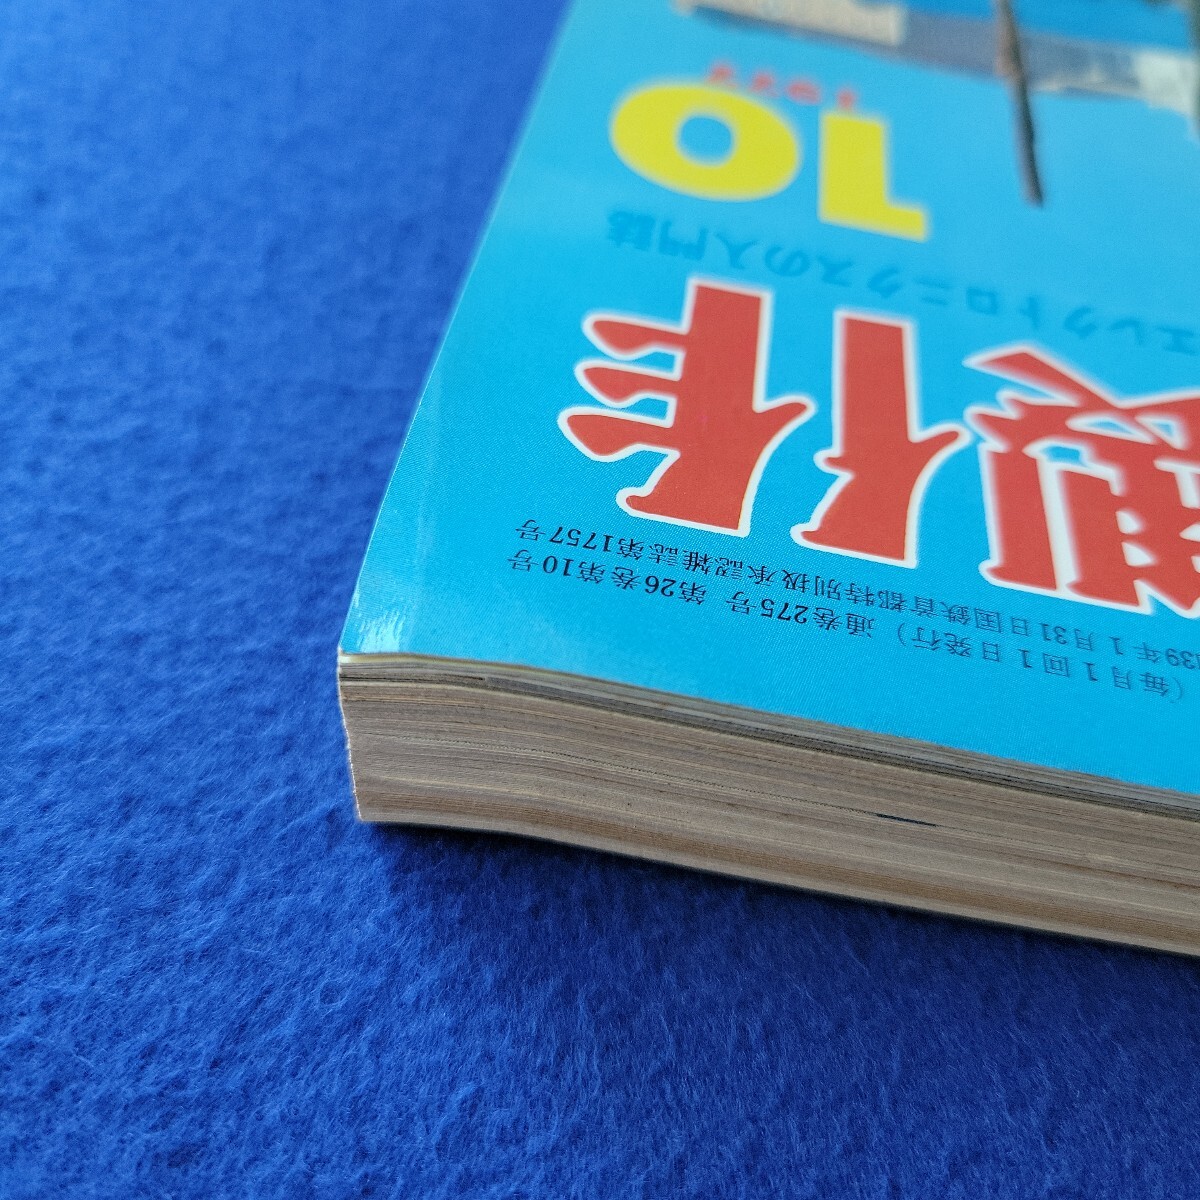 39年1月31日国鉄首都特別扱承認雑誌第1757号
(毎月1回1日発行) 通巻275号 第26巻第10号
製作
エレクトロニクスの入門誌
10
1977